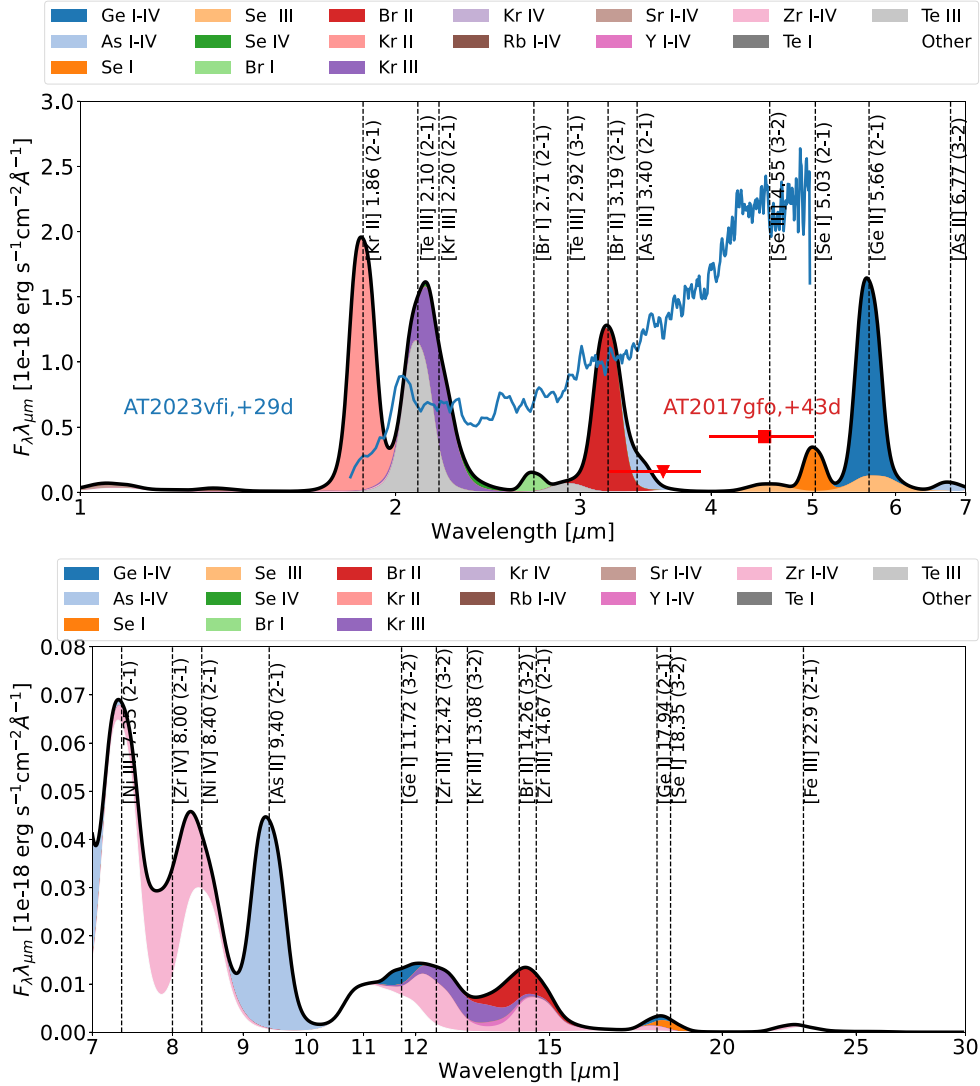 Ge I-IV Se III Br II Kr IV Sr I-IV Zr I-IV Te III
As I-IV Se IV Kr II Rb I-IV Y I-IV Te I Other
Se I Br I Kr III
3.0
2.5
2.0
1.5
1.0
0.5
0.0
F_λλ_μm [1e-18 erg s⁻¹cm⁻²Å⁻¹]
[Kr II] 1.86 (2-1)
[Te III] 2.10 (2-1)
[Kr III] 2.20 (2-1)
[Br I] 2.71 (2-1)
[Te III] 2.92 (3-1)
[Br II] 3.19 (2-1)
[As III] 3.40 (2-1)
[Se III] 4.55 (3-2)
[Se I] 5.03 (2-1)
[Ge II] 5.66 (2-1)
[As II] 6.77 (3-2)
AT2023vfi,+29d
AT2017gfo,+43d
1 2 3 4 5 6 7
Wavelength [μm]
Ge I-IV Se III Br II Kr IV Sr I-IV Zr I-IV Te III
As I-IV Se IV Kr II Rb I-IV Y I-IV Te I Other
Se I Br I Kr III
0.08
0.07
0.06
0.05
0.04
0.03
0.02
0.01
0.00
F_λλ_μm [1e-18 erg s⁻¹cm⁻²Å⁻¹]
[Ni III] 7.35 (2-1)
[Zr IV] 8.00 (2-1)
[Ni IV] 8.40 (2-1)
[As II] 9.40 (2-1)
[Ge I] 11.72 (3-2)
[Zr III] 12.42 (3-2)
[Kr III] 13.08 (3-2)
[Br II] 14.26 (3-2)
[Zr III] 14.67 (2-1)
[Ge I] 17.94 (2-1)
[Se I] 18.35 (3-2)
[Fe III] 22.9 (2-1)
7 8 9 10 12 15 20 30
Wavelength [μm]